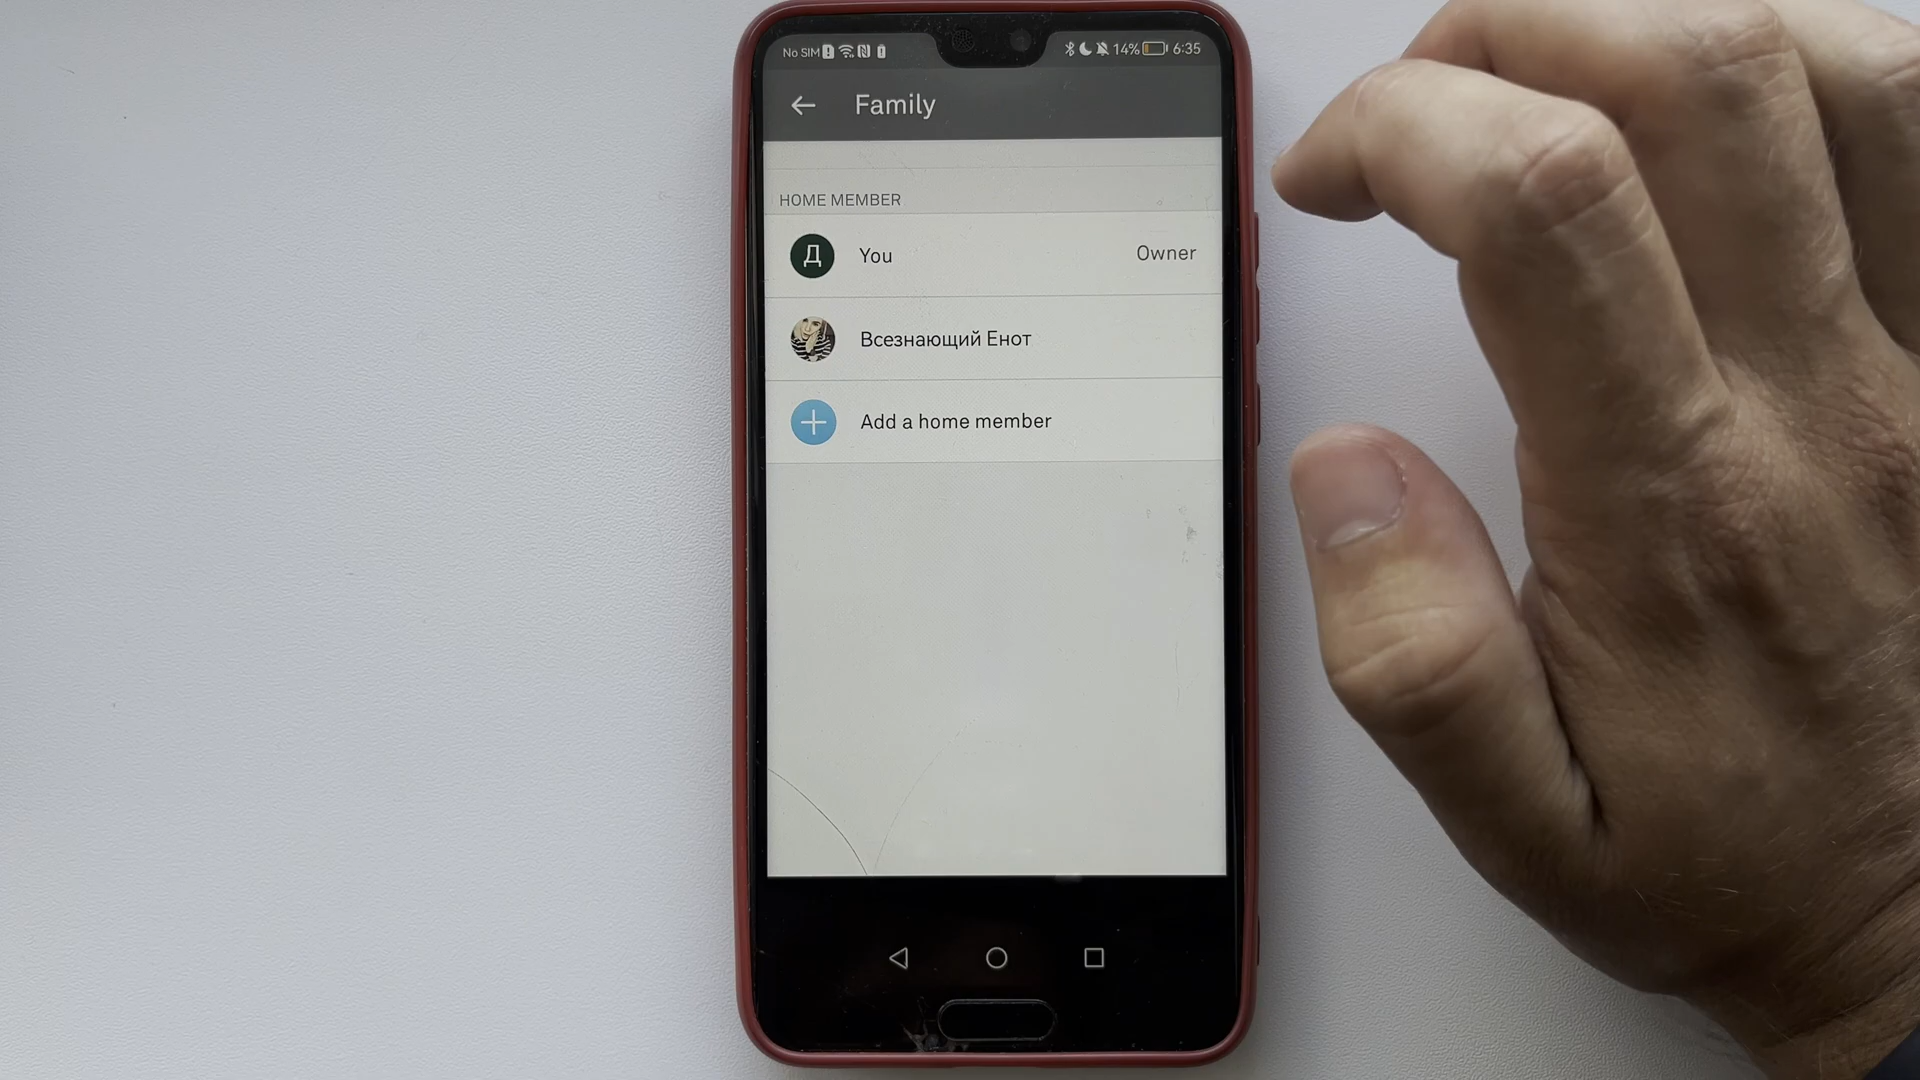 No SIM 14% 6:35
Family
HOME MEMBER
Д You Owner
Всезнающий Енот
Add a home member